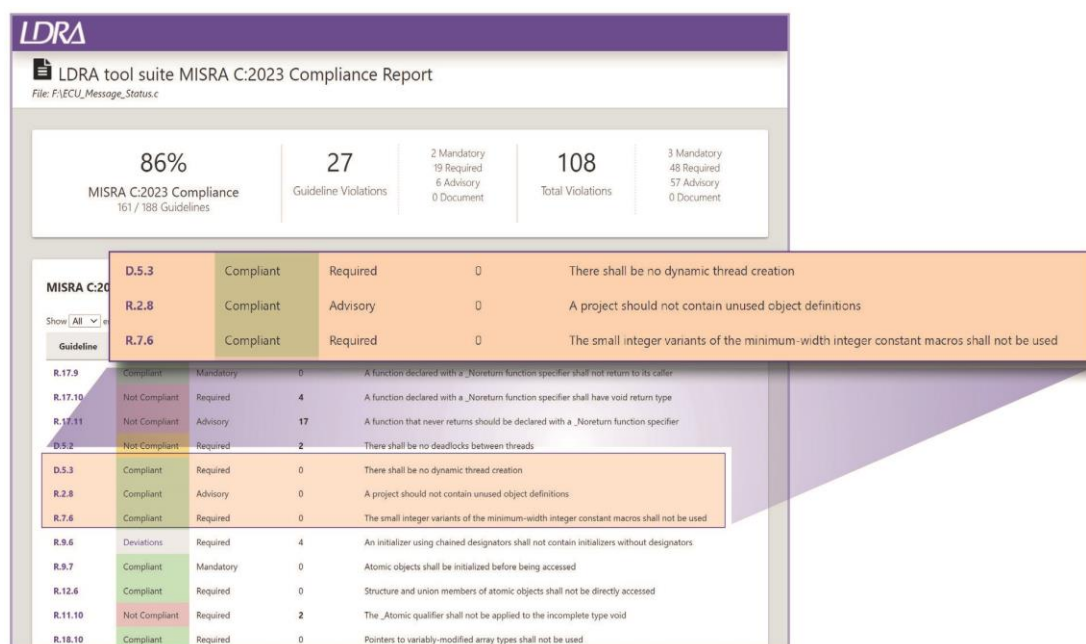 LDRA
LDRA tool suite MISRA C:2023 Compliance Report
File: F:\ECU_Message_Status.c
86%
MISRA C:2023 Compliance
161 / 188 Guidelines
27
Guideline Violations
2 Mandatory
19 Required
6 Advisory
0 Document
108
Total Violations
3 Mandatory
48 Required
57 Advisory
0 Document
MISRA C:20
Show All e
D.5.3 Compliant Required 0 There shall be no dynamic thread creation
R.2.8 Compliant Advisory 0 A project should not contain unused object definitions
R.7.6 Compliant Required 0 The small integer variants of the minimum-width integer constant macros shall not be used
Guideline
R.17.9 Compliant Mandatory 0 A function declared with a _Noreturn function specifier shall not return to its caller
R.17.10 Not Compliant Required 4 A function declared with a _Noreturn function specifier shall have void return type
R.17.11 Not Compliant Advisory 17 A function that never returns should be declared with a _Noreturn function specifier
D.5.2 Not Compliant Required 2 There shall be no deadlocks between threads
D.5.3 Compliant Required 0 There shall be no dynamic thread creation
R.2.8 Compliant Advisory 0 A project should not contain unused object definitions
R.7.6 Compliant Required 0 The small integer variants of the minimum-width integer constant macros shall not be used
R.9.6 Deviations Required 4 An initializer using chained designators shall not contain initializers without designators
R.9.7 Compliant Mandatory 0 Atomic objects shall be initialized before being accessed
R.12.6 Compliant Required 0 Structure and union members of atomic objects shall not be directly accessed
R.11.10 Not Compliant Required 2 The _Atomic qualifier shall not be applied to the incomplete type void
R.18.10 Compliant Required 0 Pointers to variably-modified array types shall not be used